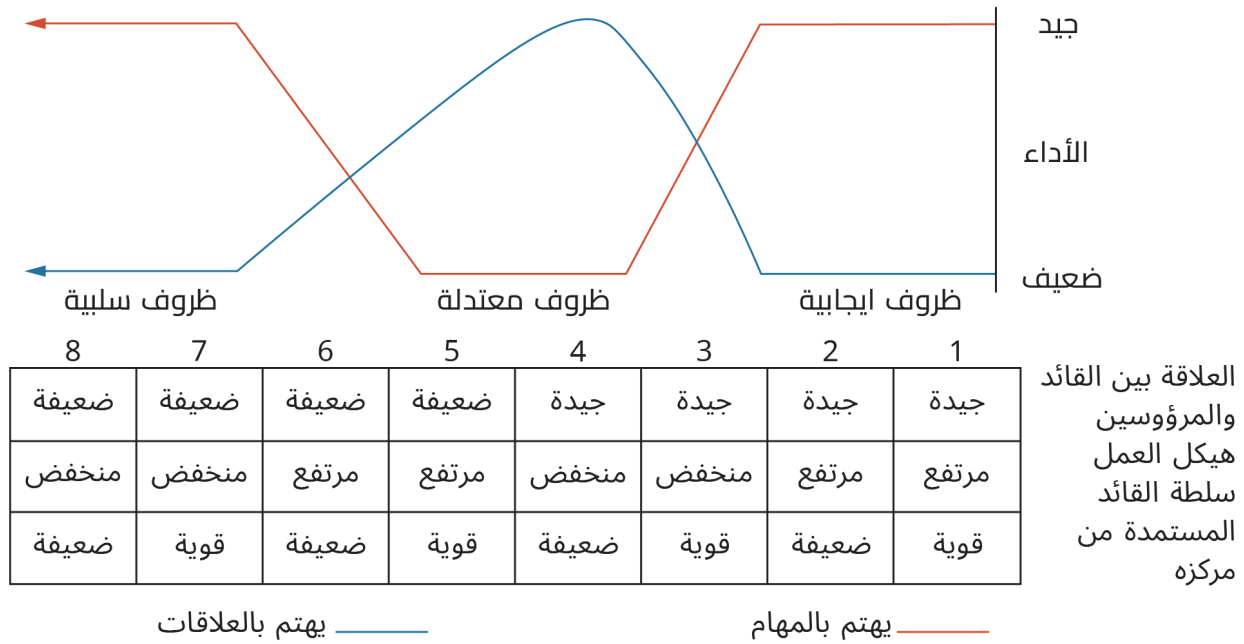 جيد
الأداء
ضعيف
ظروف ايجابية ظروف معتدلة ظروف سلبية
1 2 3 4 5 6 7 8
العلاقة بين القائد
والمرؤوسين
هيكل العمل
سلطة القائد
المستمدة من
مركزه
جيدة جيدة جيدة جيدة ضعيفة ضعيفة ضعيفة ضعيفة
مرتفع مرتفع منخفض منخفض مرتفع مرتفع منخفض منخفض
قوية ضعيفة قوية ضعيفة قوية ضعيفة قوية ضعيفة
يهتم بالمهام يهتم بالعلاقات